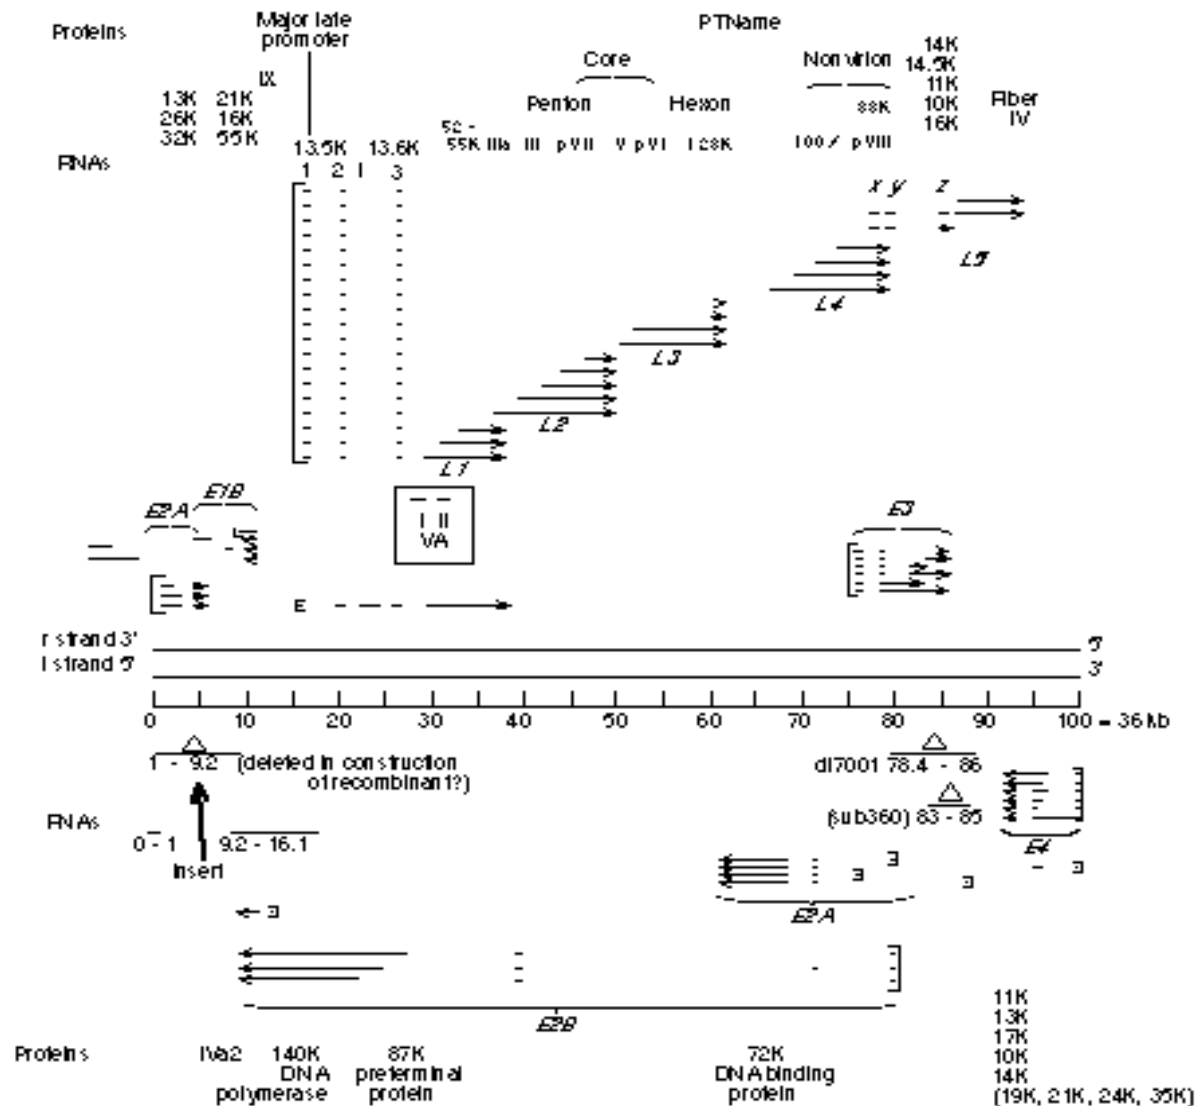 Proteins
Major late
promoter
PTName
Core
Nonvirion
14K
14.5K
11K
10K
16K
IX
13K 21K
26K 16K
32K 55K
Penton
Hexon
88K
Fiber
IV
52 -
55K IIIa III pVII V pVI 128K
pVIII
13.5K 13.6K
RNAs
1 2 I 3
x y z
L5
L4
L3
L2
L1
E1B
E2A
I II
VA
E3
E
r strand 3' 5'
l strand 5' 3'
0 10 20 30 40 50 60 70 80 90 100 = 36 kb
1 - 9.2 (deleted in construction
of recombinant?)
dl7001 78.4 - 86
(sub360) 83 - 85
RNAs
0 - 1 9.2 - 16.1
Insert
E4
E2A
E2B
11K
13K
17K
10K
14K
(19K, 21K, 24K, 35K)
Proteins
IVa2 140K 87K 72K
DNA preterminal DNA binding
polymerase protein protein